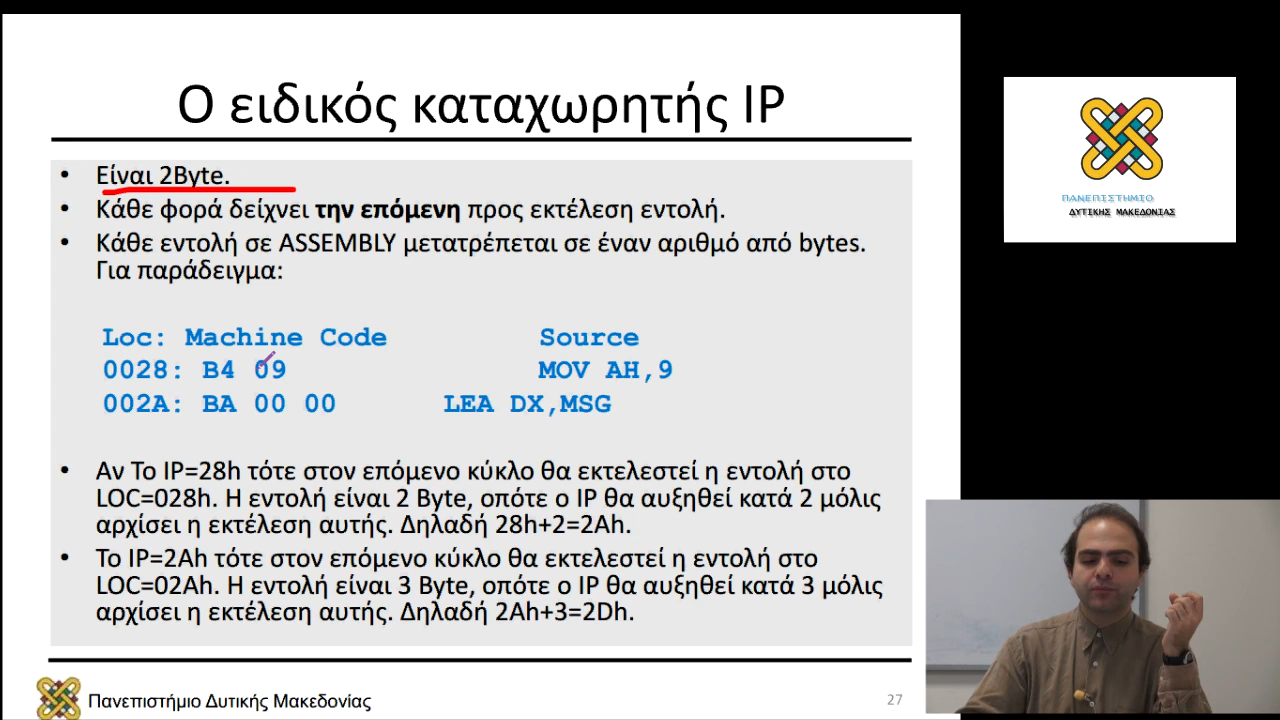 Ο ειδικός καταχωρητής IP
• Είναι 2Byte.
• Κάθε φορά δείχνει την επόμενη προς εκτέλεση εντολή.
• Κάθε εντολή σε ASSEMBLY μετατρέπεται σε έναν αριθμό από bytes.
Για παράδειγμα:
Loc: Machine Code Source
0028: B4 09 MOV AH,9
002A: BA 00 00 LEA DX,MSG
• Αν Το IP=28h τότε στον επόμενο κύκλο θα εκτελεστεί η εντολή στο
LOC=028h. Η εντολή είναι 2 Byte, οπότε ο IP θα αυξηθεί κατά 2 μόλις
αρχίσει η εκτέλεση αυτής. Δηλαδή 28h+2=2Ah.
• Το IP=2Ah τότε στον επόμενο κύκλο θα εκτελεστεί η εντολή στο
LOC=02Ah. Η εντολή είναι 3 Byte, οπότε ο IP θα αυξηθεί κατά 3 μόλις
αρχίσει η εκτέλεση αυτής. Δηλαδή 2Ah+3=2Dh.
Πανεπιστήμιο Δυτικής Μακεδονίας
27
ΠΑΝΕΠΙΣΤΗΜΙΟ
ΔΥΤΙΚΗΣ ΜΑΚΕΔΟΝΙΑΣ